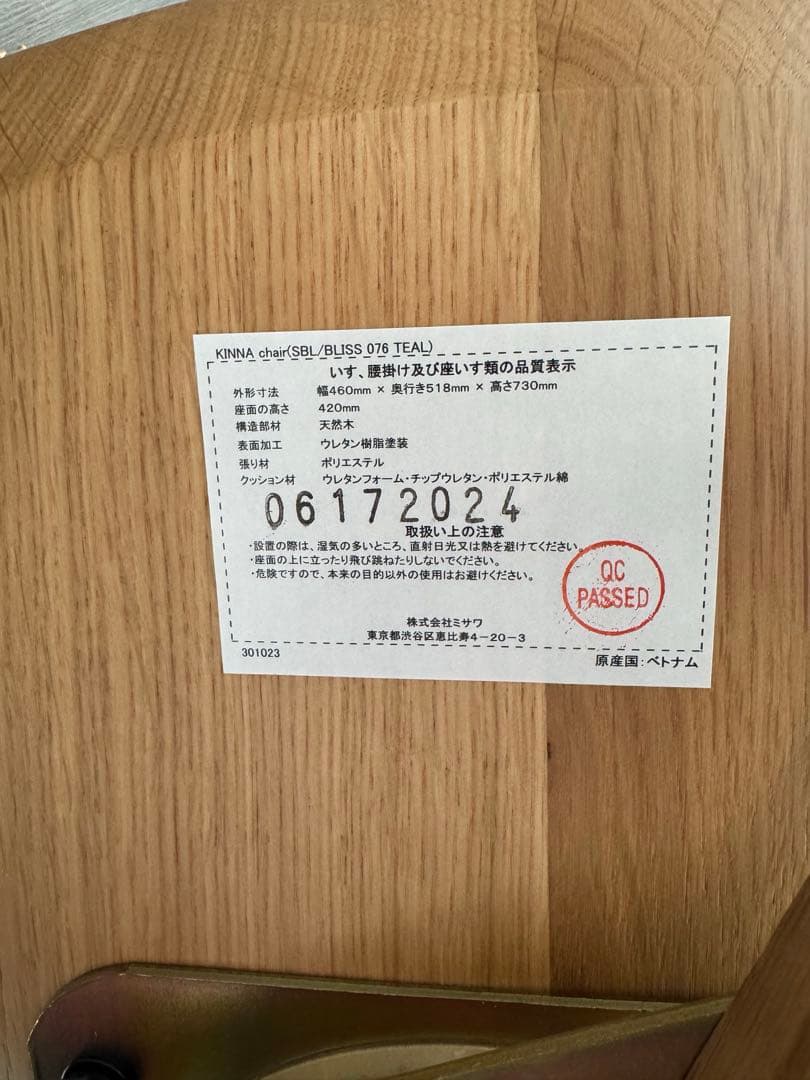 KINNA chair(SBL/BLISS 076 TEAL)
いす、腰掛け及び座いす類の品質表示
外形寸法 幅460mm × 奥行き518mm × 高さ730mm
座面の高さ 420mm
構造部材 天然木
表面加工 ウレタン樹脂塗装
張り材 ポリエステル
クッション材 ウレタンフォーム・チップウレタン・ポリエステル綿
06172024
取扱い上の注意
・設置の際は、湿気の多いところ、直射日光又は熱を避けてください。
・座面の上に立ったり飛び跳ねたりしないでください。
・危険ですので、本来の目的以外の使用はお避けください。
QC
PASSED
株式会社ミサワ
東京都渋谷区恵比寿4-20-3
301023
原産国:ベトナム